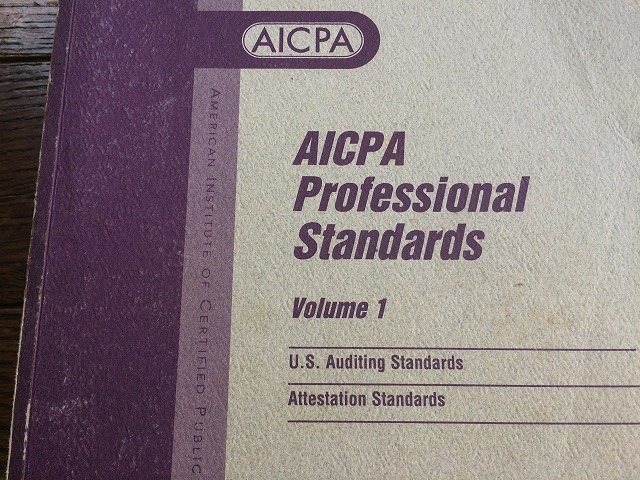 AICPA
AMERICAN INSTITUTE OF CERTIFIED PUBLIC
AICPA
Professional
Standards
Volume 1
U.S. Auditing Standards
Attestation Standards